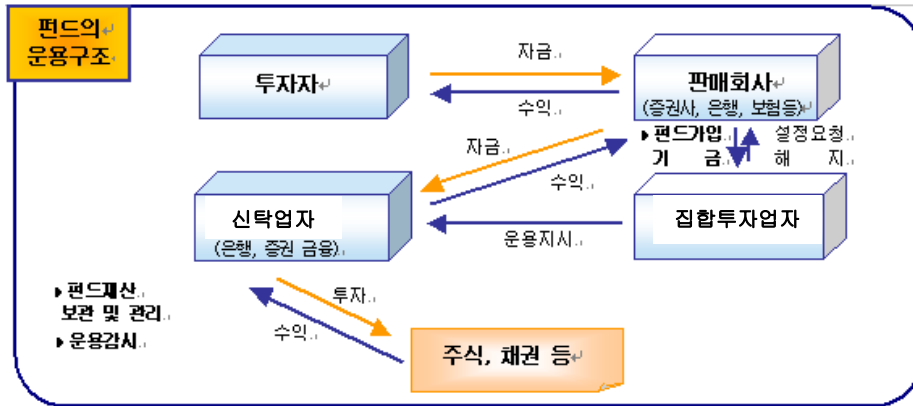 펀드의
운용구조
투자자
자금
수익
판매회사
(증권사, 은행, 보험등)
▶펀드가입
기 금
설정요청
해 지
자금
수익
신탁업자
(은행, 증권 금융)
운용지시
집합투자업자
▶펀드재산
보관 및 관리
▶운용감시
투자
수익
주식, 채권 등